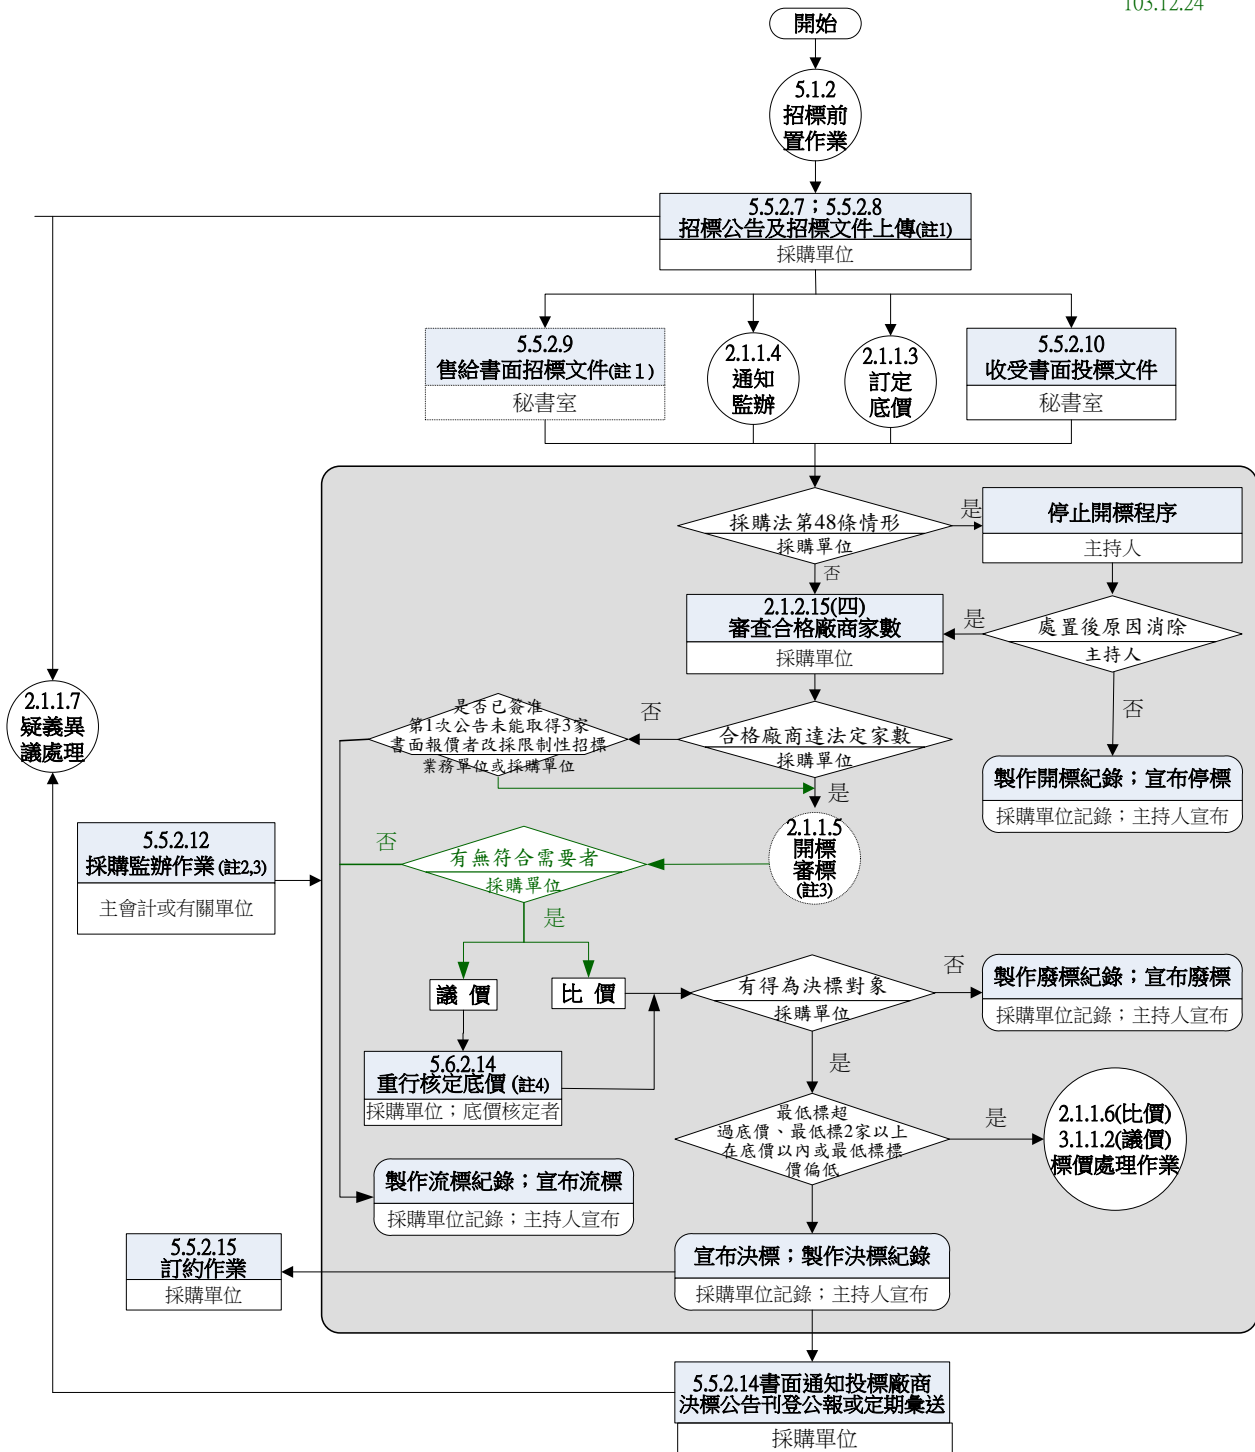 103.12.24
開始
5.1.2
招標前
置作業
5.5.2.7；5.5.2.8
招標公告及招標文件上傳(註1)
採購單位
5.5.2.9
售給書面招標文件(註１)
秘書室
2.1.1.4
通知
監辦
2.1.1.3
訂定
底價
5.5.2.10
收受書面投標文件
秘書室
採購法第48條情形
採購單位
是
否
停止開標程序
主持人
2.1.2.15(四)
審查合格廠商家數
採購單位
是
處置後原因消除
主持人
否
製作開標紀錄；宣布停標
採購單位記錄；主持人宣布
2.1.1.7
疑義異
議處理
是否已簽准
第1次公告未能取得3家
書面報價者改採限制性招標
業務單位或採購單位
否
合格廠商達法定家數
採購單位
是
5.5.2.12
採購監辦作業(註2,3)
主會計或有關單位
2.1.1.5
開標
審標
(註3)
否
有無符合需要者
採購單位
是
議 價
比 價
有得為決標對象
採購單位
否
製作廢標紀錄；宣布廢標
採購單位記錄；主持人宣布
5.6.2.14
重行核定底價(註4)
採購單位；底價核定者
是
最低標超
過底價、最低標2家以上
在底價以內或最低標標
價偏低
是
2.1.1.6(比價)
3.1.1.2(議價)
標價處理作業
製作流標紀錄；宣布流標
採購單位記錄；主持人宣布
5.5.2.15
訂約作業
採購單位
宣布決標；製作決標紀錄
採購單位記錄；主持人宣布
5.5.2.14書面通知投標廠商
決標公告刊登公報或定期彙送
採購單位